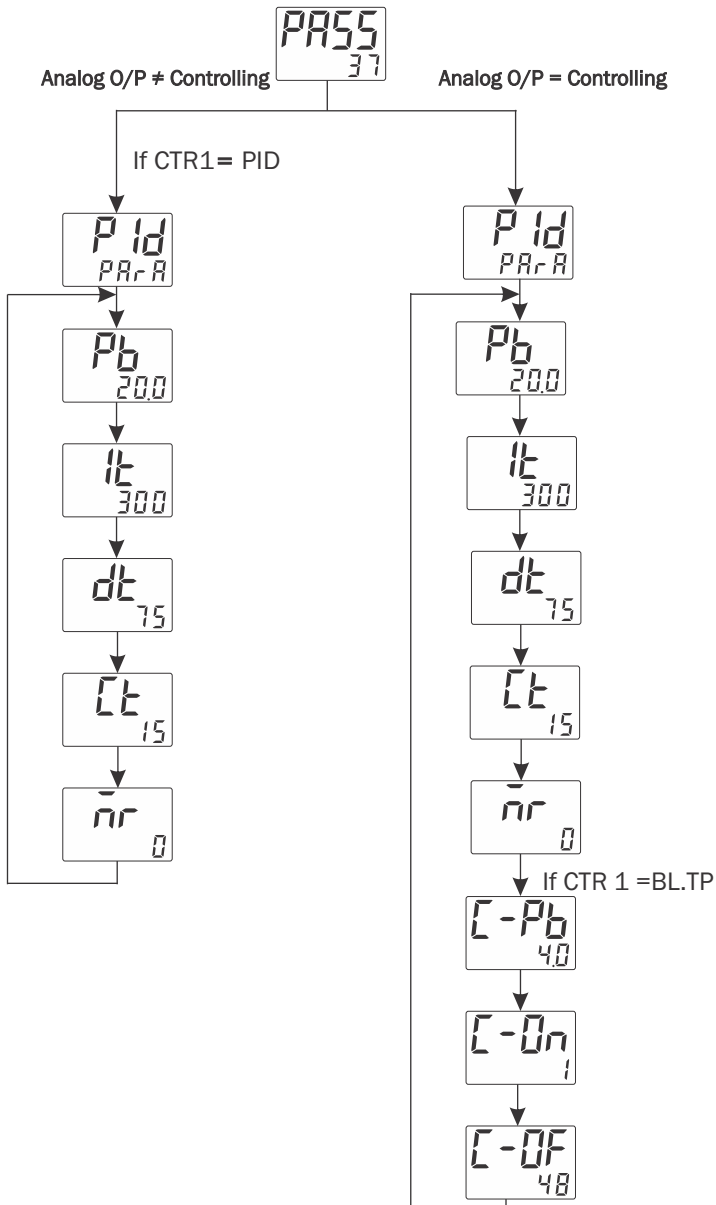 PASS
37
Analog O/P ≠ Controlling
Analog O/P = Controlling
If CTR1= PID
PId
PArA
Pb
20.0
It
300
dt
75
Ct
15
m̄r
0
PId
PArA
Pb
20.0
It
300
dt
75
Ct
15
m̄r
0
If CTR 1 =BL.TP
C-Pb
4.0
C-On
1
C-OF
48